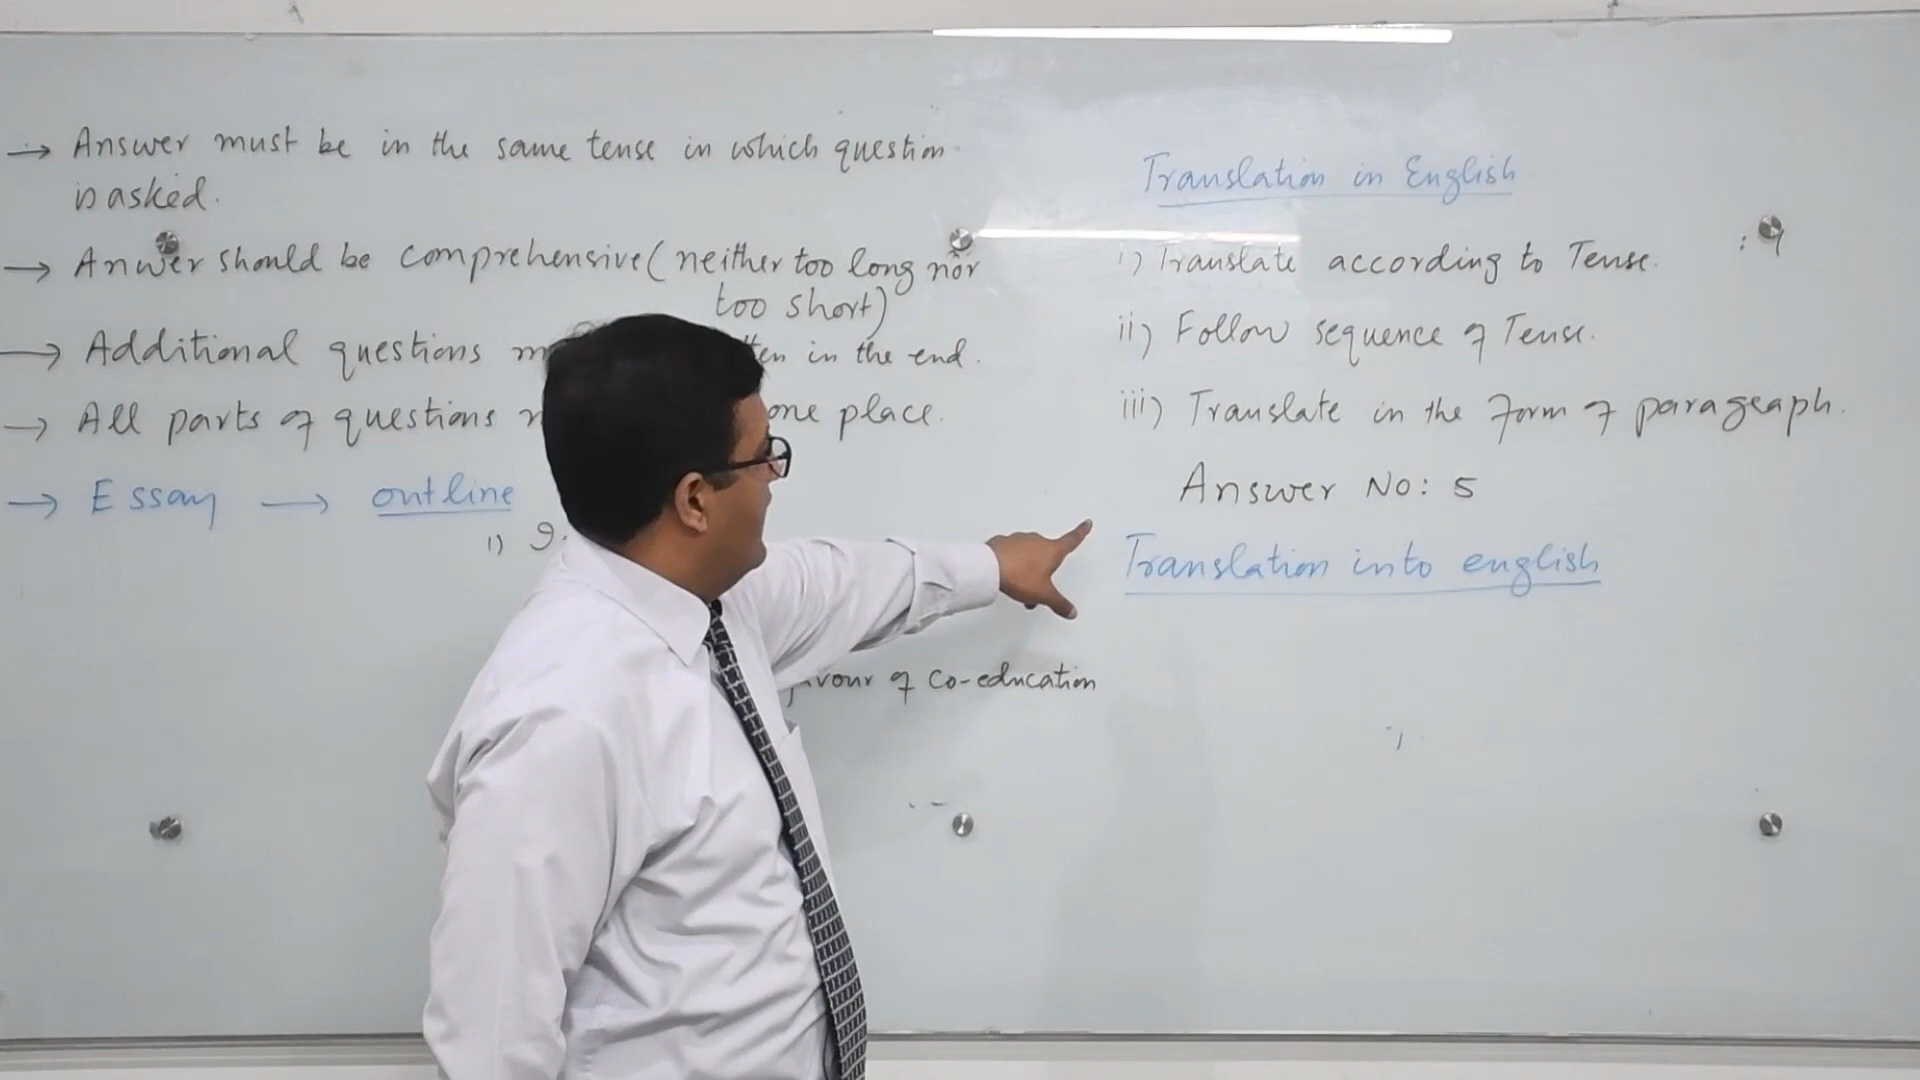 → Answer must be in the same tense in which question
is asked.
→ Anwer should be comprehensive (neither too long nor
too short)
→ Additional questions in the end.
→ All parts of questions one place.
→ Essay → outline
i)
of Co-education
Translation in English
i) Translate according to Tense.
ii) Follow sequence of Tense.
iii) Translate in the form of paragraph.
Answer No: 5
Translation into english